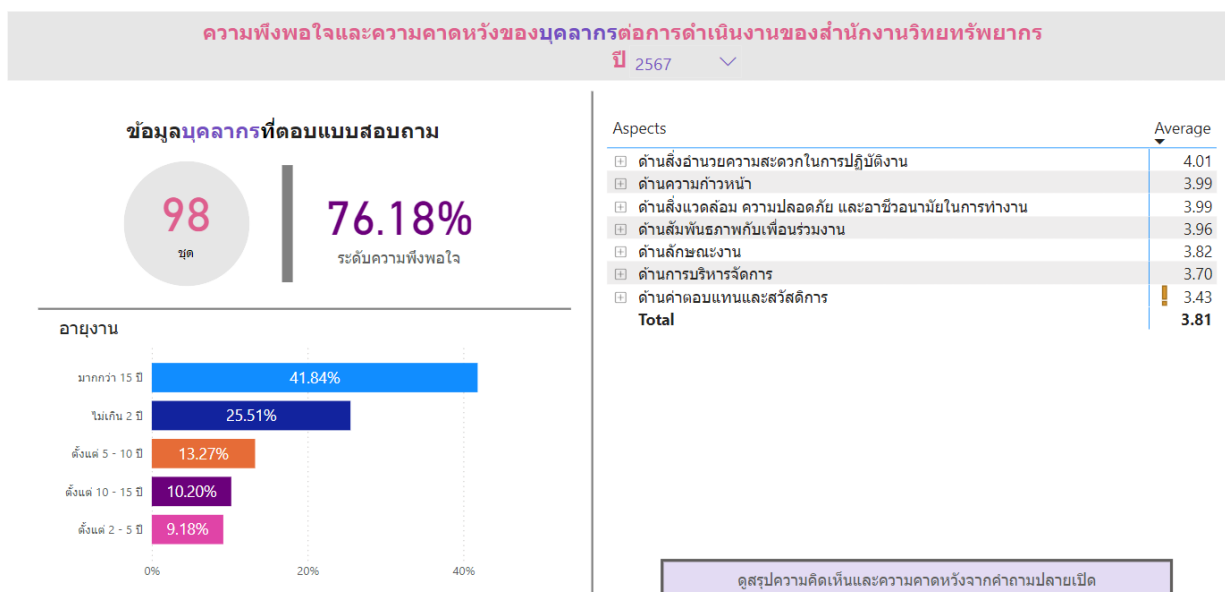 ความพึงพอใจและความคาดหวังของบุคลากรต่อการดำเนินงานของสำนักงานวิทยทรัพยากร
ปี 2567
ข้อมูลบุคลากรที่ตอบแบบสอบถาม
98
ชุด
76.18%
ระดับความพึงพอใจ
อายุงาน
มากกว่า 15 ปี 41.84%
ไม่เกิน 2 ปี 25.51%
ตั้งแต่ 5 - 10 ปี 13.27%
ตั้งแต่ 10 - 15 ปี 10.20%
ตั้งแต่ 2 - 5 ปี 9.18%
0% 20% 40%
Aspects Average
ด้านสิ่งอำนวยความสะดวกในการปฏิบัติงาน 4.01
ด้านความก้าวหน้า 3.99
ด้านสิ่งแวดล้อม ความปลอดภัย และอาชีวอนามัยในการทำงาน 3.99
ด้านสัมพันธภาพกับเพื่อนร่วมงาน 3.96
ด้านลักษณะงาน 3.82
ด้านการบริหารจัดการ 3.70
ด้านค่าตอบแทนและสวัสดิการ 3.43
Total 3.81
ดูสรุปความคิดเห็นและความคาดหวังจากคำถามปลายเปิด